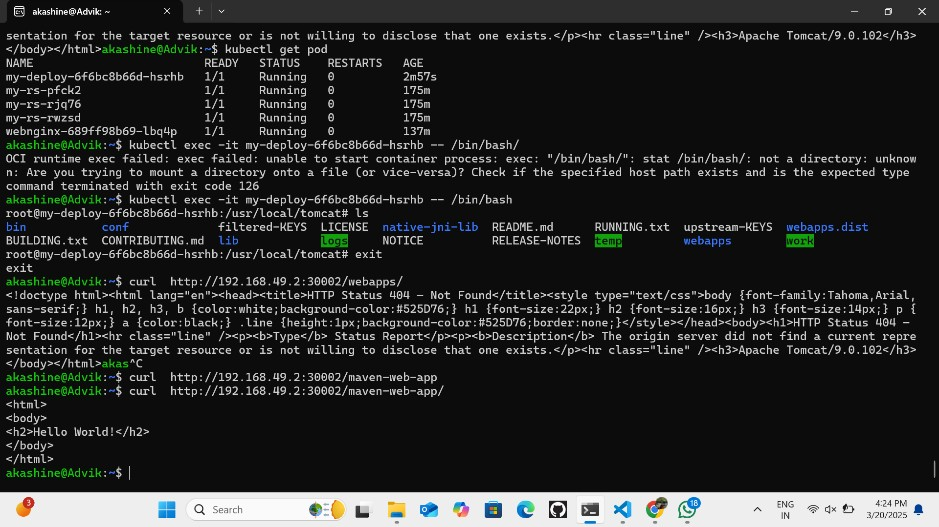 akashine@Advik: ~
sentation for the target resource or is not willing to disclose that one exists.</p><hr class="line" /><h3>Apache Tomcat/9.0.102</h3>
</body></html>akashine@Advik:~$ kubectl get pod
NAME READY STATUS RESTARTS AGE
my-deploy-6f6bc8b66d-hsrhb 1/1 Running 0 2m57s
my-rs-pfck2 1/1 Running 0 175m
my-rs-rjq76 1/1 Running 0 175m
my-rs-rwzsd 1/1 Running 0 175m
webnginx-689ff98b69-lbq4p 1/1 Running 0 137m
akashine@Advik:~$ kubectl exec -it my-deploy-6f6bc8b66d-hsrhb -- /bin/bash/
OCI runtime exec failed: exec failed: unable to start container process: exec: "/bin/bash/": stat /bin/bash/: not a directory: unknow
n: Are you trying to mount a directory onto a file (or vice-versa)? Check if the specified host path exists and is the expected type
command terminated with exit code 126
akashine@Advik:~$ kubectl exec -it my-deploy-6f6bc8b66d-hsrhb -- /bin/bash
root@my-deploy-6f6bc8b66d-hsrhb:/usr/local/tomcat# ls
bin conf filtered-KEYS LICENSE native-jni-lib README.md RUNNING.txt upstream-KEYS webapps.dist
BUILDING.txt CONTRIBUTING.md lib logs NOTICE RELEASE-NOTES temp webapps work
root@my-deploy-6f6bc8b66d-hsrhb:/usr/local/tomcat# exit
exit
akashine@Advik:~$ curl  http://192.168.49.2:30002/webapps/
<!doctype html><html lang="en"><head><title>HTTP Status 404 – Not Found</title><style type="text/css">body {font-family:Tahoma,Arial,
sans-serif;} h1, h2, h3, b {color:white;background-color:#525D76;} h1 {font-size:22px;} h2 {font-size:16px;} h3 {font-size:14px;} p {
font-size:12px;} a {color:black;} .line {height:1px;background-color:#525D76;border:none;}</style></head><body><h1>HTTP Status 404 –
Not Found</h1><hr class="line" /><p><b>Type</b> Status Report</p><p><b>Description</b> The origin server did not find a current repre
sentation for the target resource or is not willing to disclose that one exists.</p><hr class="line" /><h3>Apache Tomcat/9.0.102</h3>
</body></html>akas^C
akashine@Advik:~$ curl  http://192.168.49.2:30002/maven-web-app
akashine@Advik:~$ curl  http://192.168.49.2:30002/maven-web-app/
<html>
<body>
<h2>Hello World!</h2>
</body>
</html>
akashine@Advik:~$
3
Search
18
ENG
IN
4:24 PM
3/20/2025